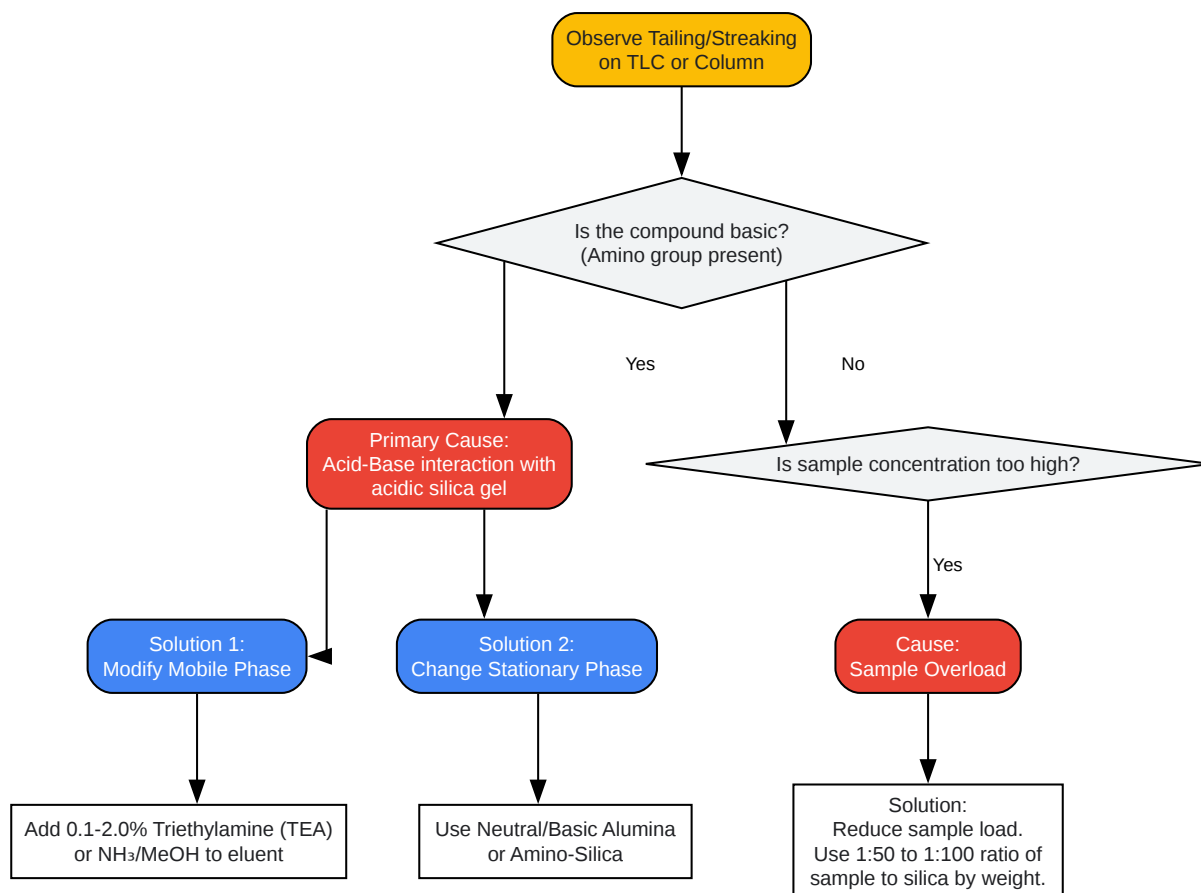 Observe Tailing/Streaking
on TLC or Column
Is the compound basic?
(Amino group present)
Yes
No
Primary Cause:
Acid-Base interaction with
acidic silica gel
Is sample concentration too high?
Yes
Solution 1:
Modify Mobile Phase
Solution 2:
Change Stationary Phase
Cause:
Sample Overload
Add 0.1-2.0% Triethylamine (TEA)
or NH₃/MeOH to eluent
Use Neutral/Basic Alumina
or Amino-Silica
Solution:
Reduce sample load.
Use 1:50 to 1:100 ratio of
sample to silica by weight.